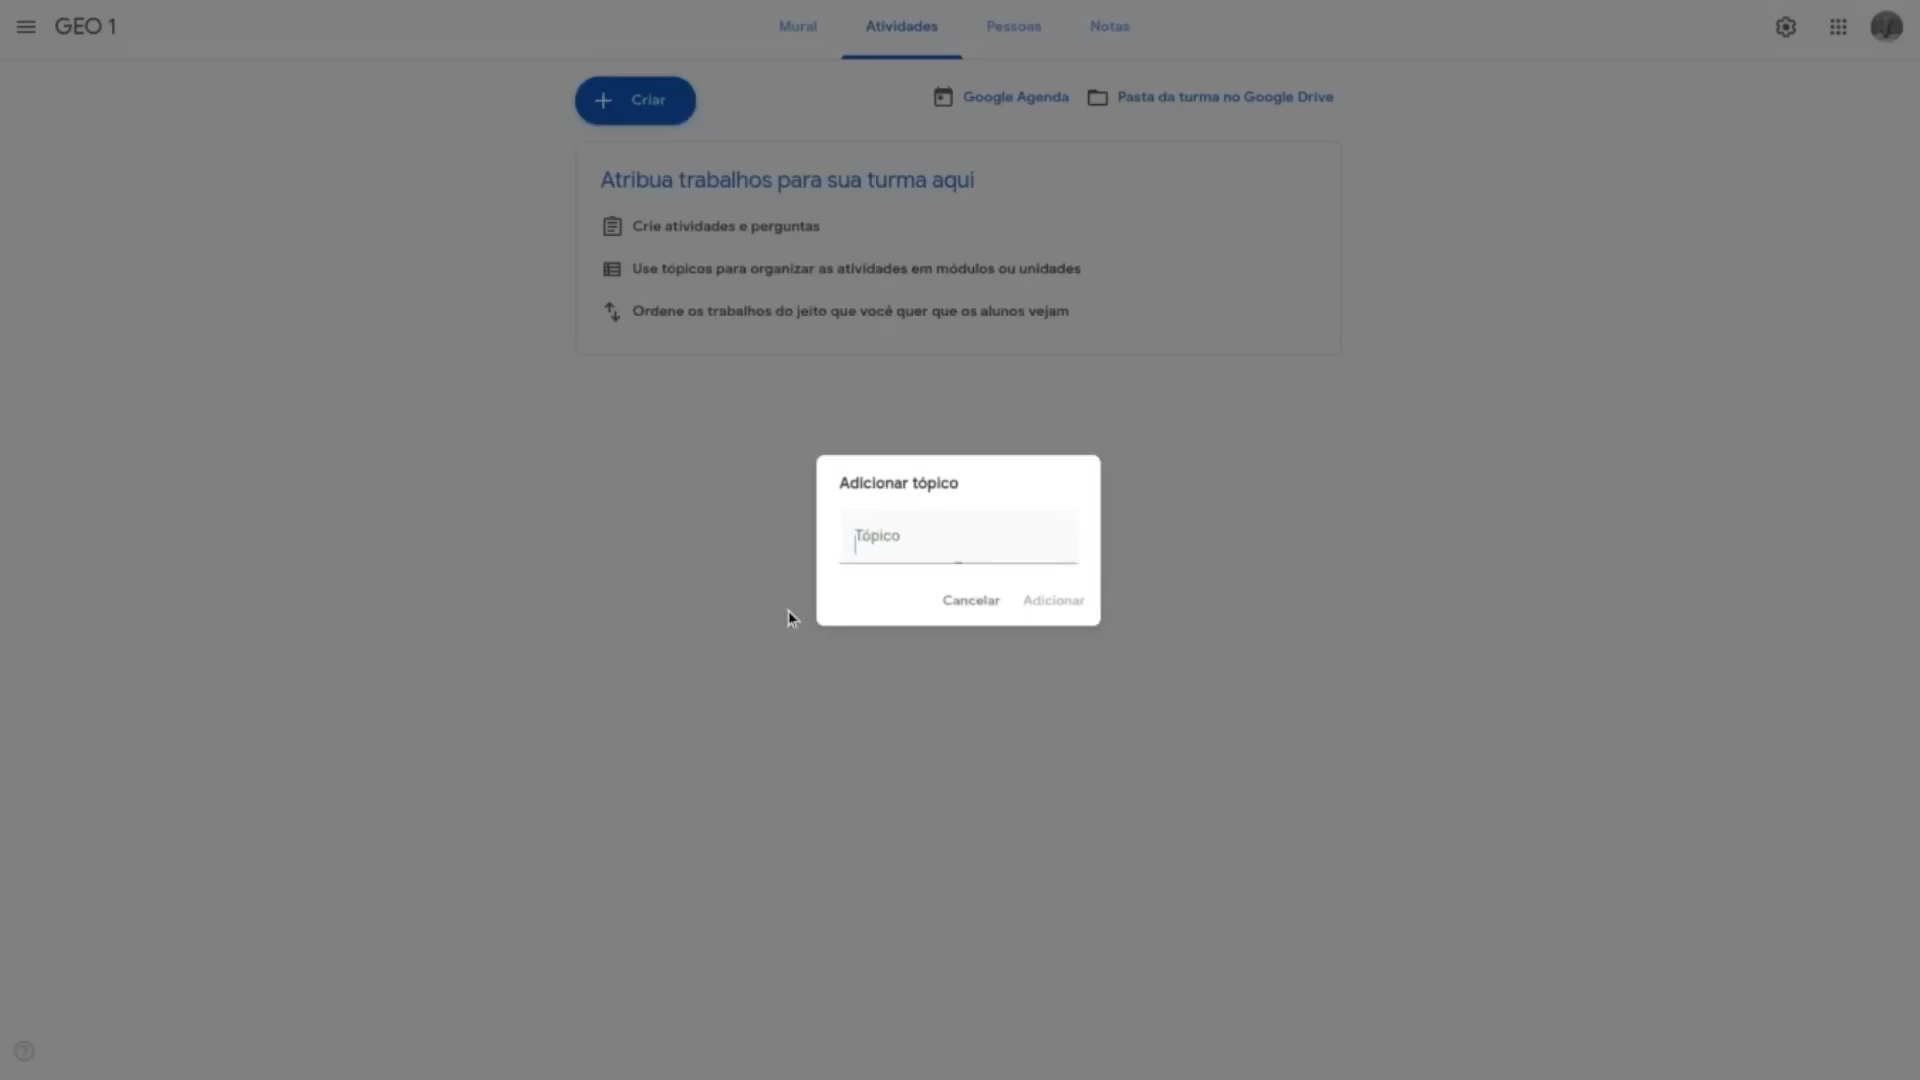 GEO 1
Mural
Atividades
Pessoas
Notas
Criar
Google Agenda
Pasta da turma no Google Drive
Atribua trabalhos para sua turma aqui
Crie atividades e perguntas
Use tópicos para organizar as atividades em módulos ou unidades
Ordene os trabalhos do jeito que você quer que os alunos vejam
Adicionar tópico
Tópico
Cancelar
Adicionar